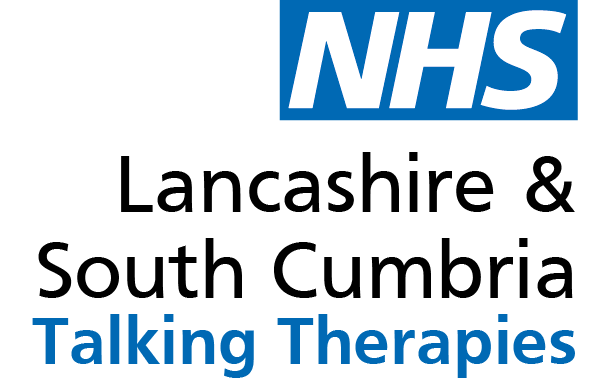 NHS
Lancashire &
South Cumbria
Talking Therapies